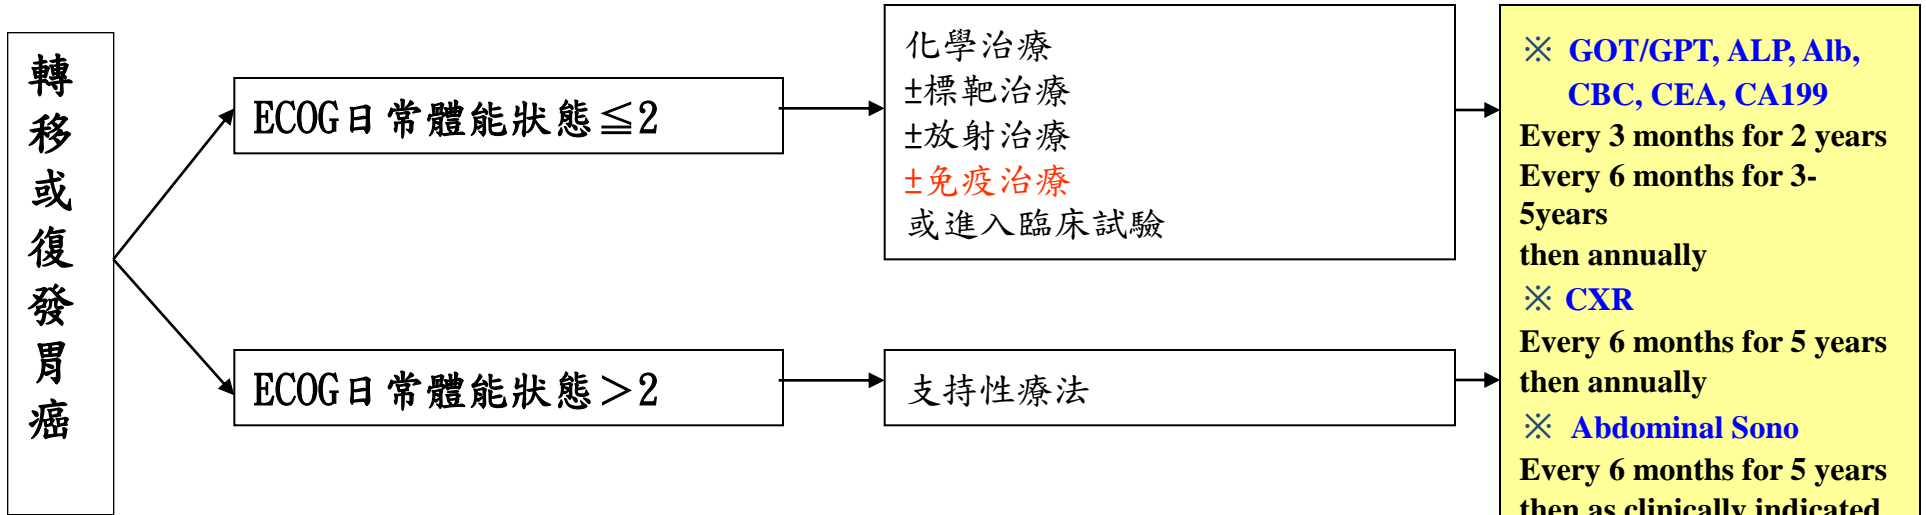 轉移或復發胃癌
ECOG日常體能狀態≦2
ECOG日常體能狀態＞2
化學治療
±標靶治療
±放射治療
±免疫治療
或進入臨床試驗
支持性療法
※ GOT/GPT, ALP, Alb,
CBC, CEA, CA199
Every 3 months for 2 years
Every 6 months for 3-
5years
then annually
※ CXR
Every 6 months for 5 years
then annually
※ Abdominal Sono
Every 6 months for 5 years
then as clinically indicated